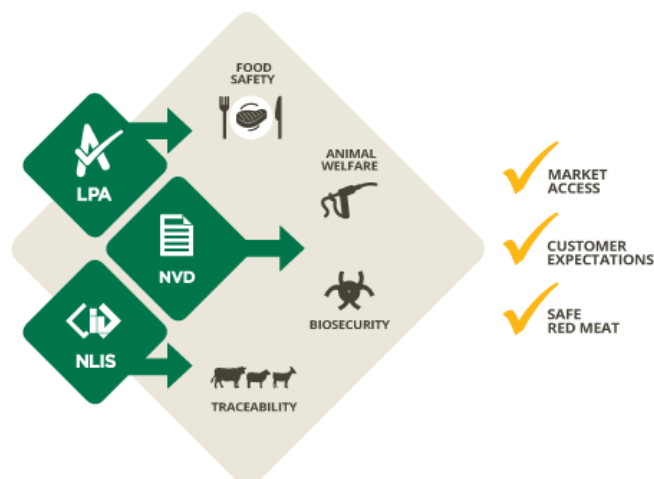 FOOD
SAFETY
LPA
ANIMAL
WELFARE
NVD
BIOSECURITY
NLIS
TRACEABILITY
MARKET
ACCESS
CUSTOMER
EXPECTATIONS
SAFE
RED MEAT